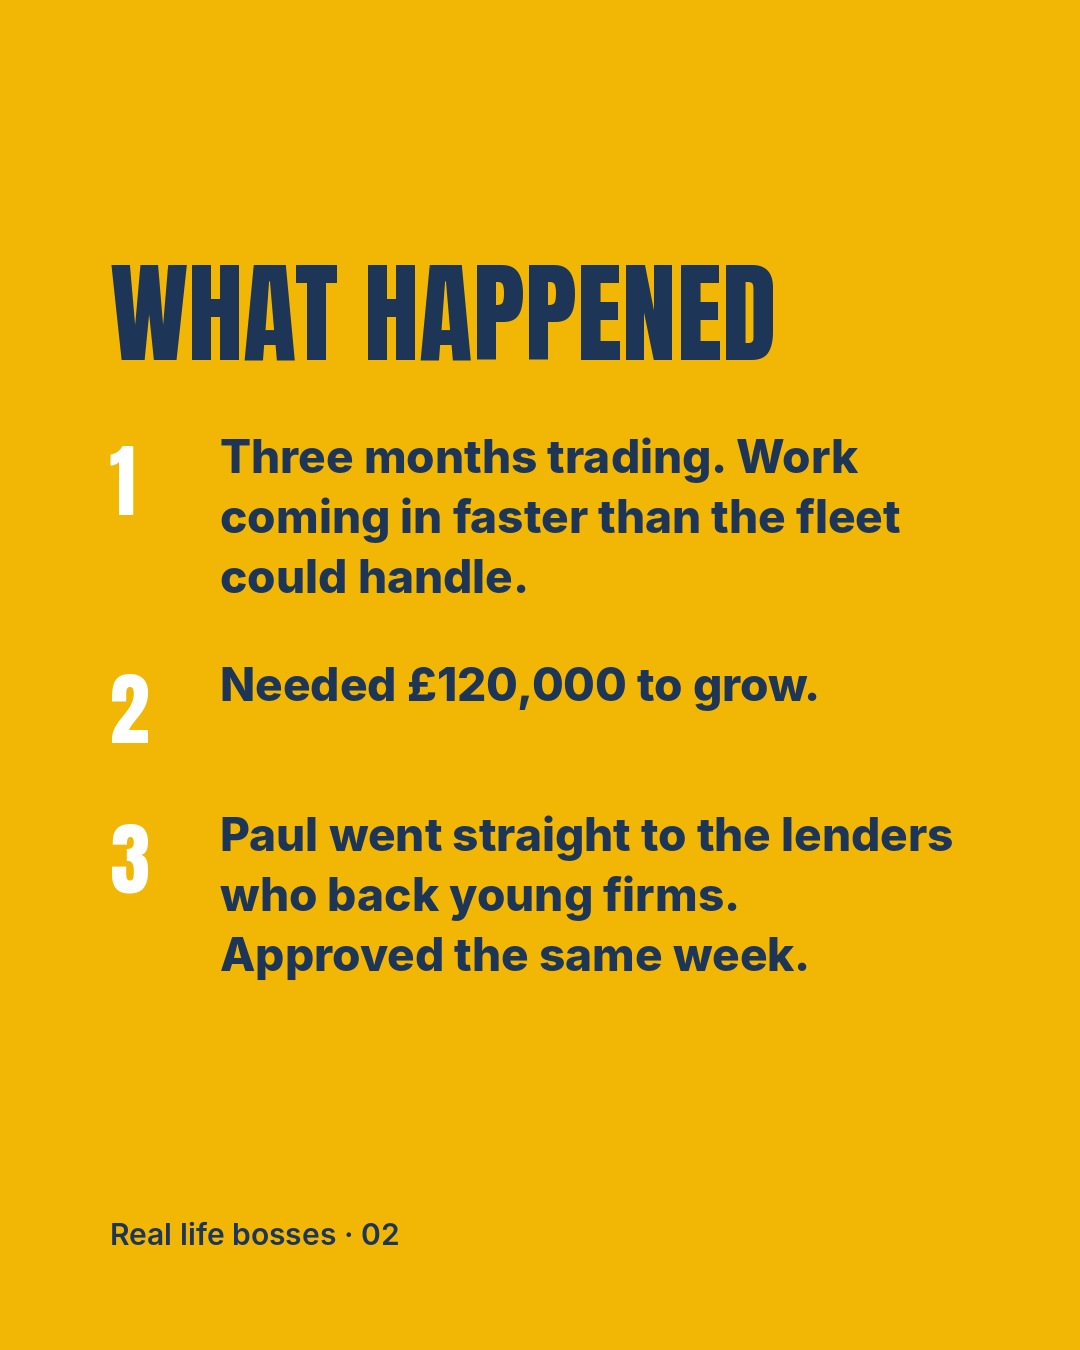 WHAT HAPPENED
1
Three months trading. Work
coming in faster than the fleet
could handle.
2
Needed £120,000 to grow.
3
Paul went straight to the lenders
who back young firms.
Approved the same week.
Real life bosses · 02